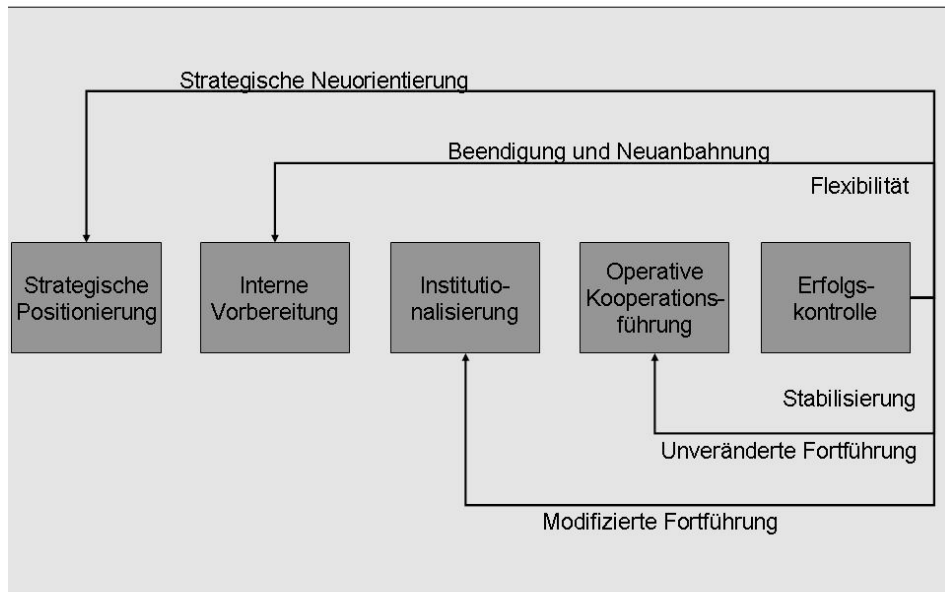 Strategische Neuorientierung
Beendigung und Neuanbahnung
Flexibilität
Strategische
Positionierung
Interne
Vorbereitung
Institutio-
nalisierung
Operative
Kooperations-
führung
Erfolgs-
kontrolle
Stabilisierung
Unveränderte Fortführung
Modifizierte Fortführung